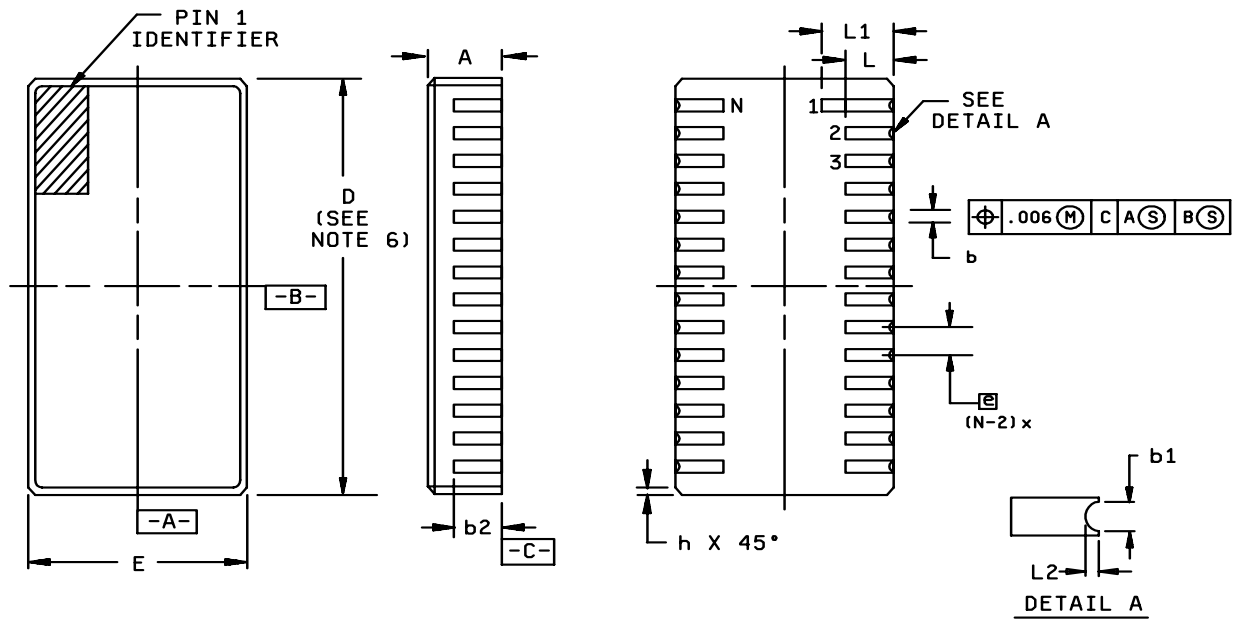 PIN 1
IDENTIFIER
D
(SEE
NOTE 6)
-B-
-A-
E
A
b2
-C-
L1
L
N
1
2
3
SEE
DETAIL A
⌖ .006 Ⓜ C A Ⓢ B Ⓢ
b
e
(N-2) x
h X 45°
b1
L2
DETAIL A